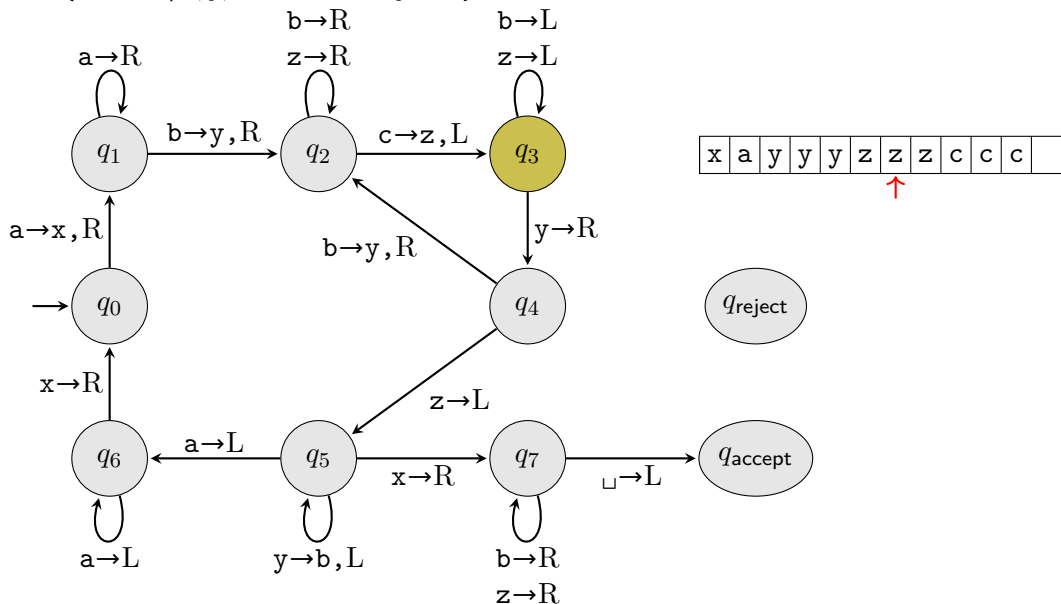 b→R
b→L
a→R
z→R
z→L
q1
b→y,R
q2
c→z,L
q3
x a y y y z z z c c c
↑
a→x,R
b→y,R
y→R
q0
q4
qreject
x→R
z→L
q6
a→L
q5
x→R
q7
␣→L
qaccept
a→L
y→b,L
b→R
z→R